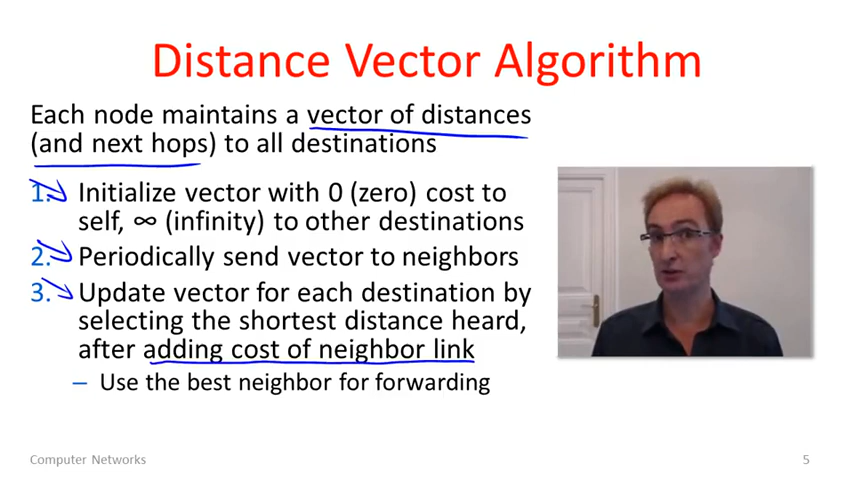 Distance Vector Algorithm
Each node maintains a vector of distances
(and next hops) to all destinations
1. Initialize vector with 0 (zero) cost to
self, ∞ (infinity) to other destinations
2. Periodically send vector to neighbors
3. Update vector for each destination by
selecting the shortest distance heard,
after adding cost of neighbor link
– Use the best neighbor for forwarding
Computer Networks
5